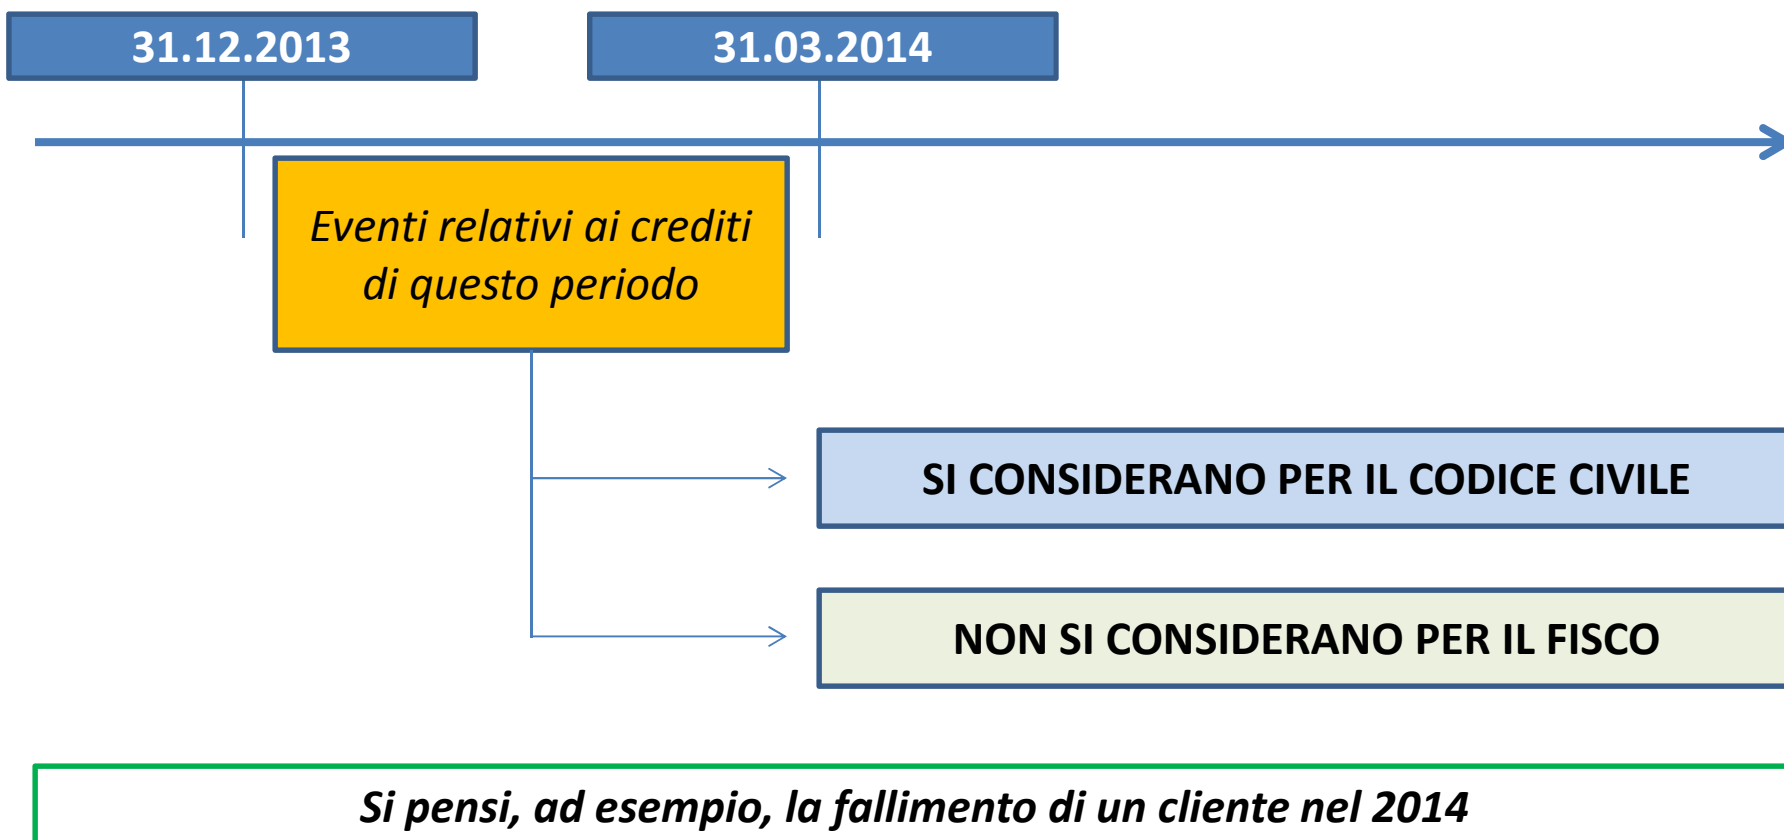 31.12.2013
31.03.2014
Eventi relativi ai crediti
di questo periodo
SI CONSIDERANO PER IL CODICE CIVILE
NON SI CONSIDERANO PER IL FISCO
Si pensi, ad esempio, la fallimento di un cliente nel 2014